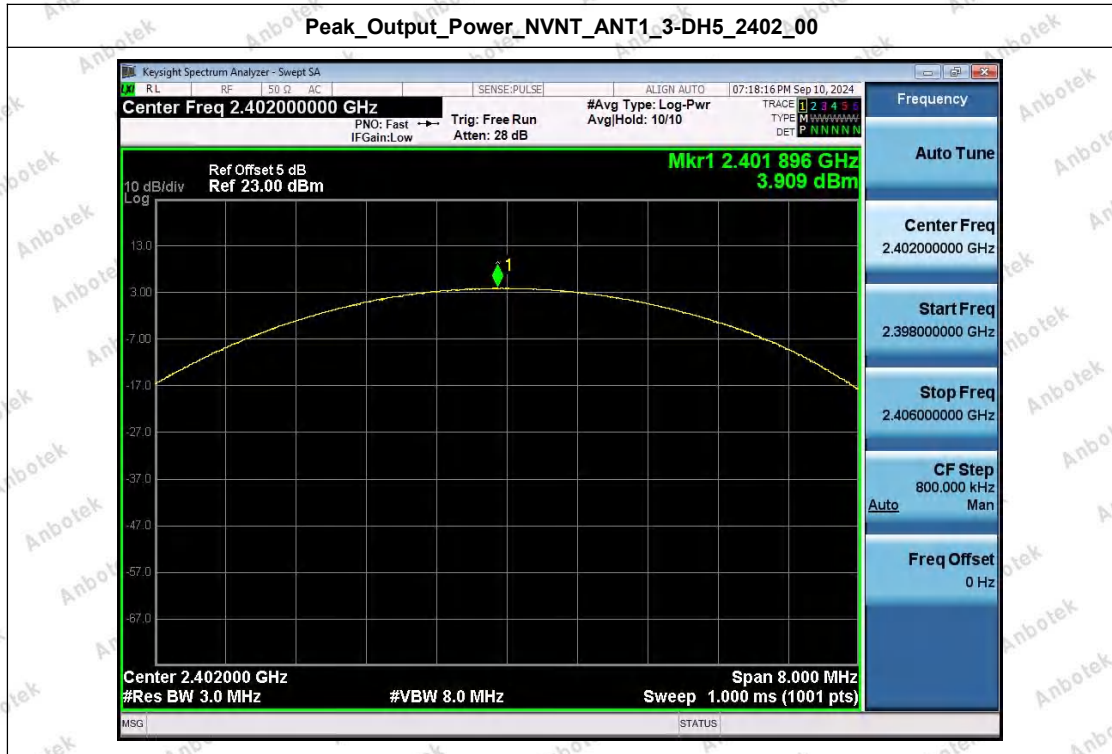 Peak_Output_Power_NVNT_ANT1_3-DH5_2402_00
Keysight Spectrum Analyzer - Swept SA
LXI RL RF 50 Ω AC SENSE:PULSE ALIGN AUTO 07:18:16 PM Sep 10, 2024
Center Freq 2.402000000 GHz #Avg Type: Log-Pwr TRACE 1 2 3 4 5 6
PNO: Fast Trig: Free Run Avg|Hold: 10/10 TYPE M WWWWW
IFGain:Low Atten: 28 dB DET P N N N N N
Mkr1 2.401 896 GHz
3.909 dBm
Ref Offset 5 dB
10 dB/div Ref 23.00 dBm
Log
13.0
3.00
-7.00
-17.0
-27.0
-37.0
-47.0
-57.0
-67.0
1
Center 2.402000 GHz Span 8.000 MHz
#Res BW 3.0 MHz #VBW 8.0 MHz Sweep 1.000 ms (1001 pts)
MSG STATUS
Frequency
Auto Tune
Center Freq
2.402000000 GHz
Start Freq
2.398000000 GHz
Stop Freq
2.406000000 GHz
CF Step
800.000 kHz
Auto Man
Freq Offset
0 Hz
Anbotek